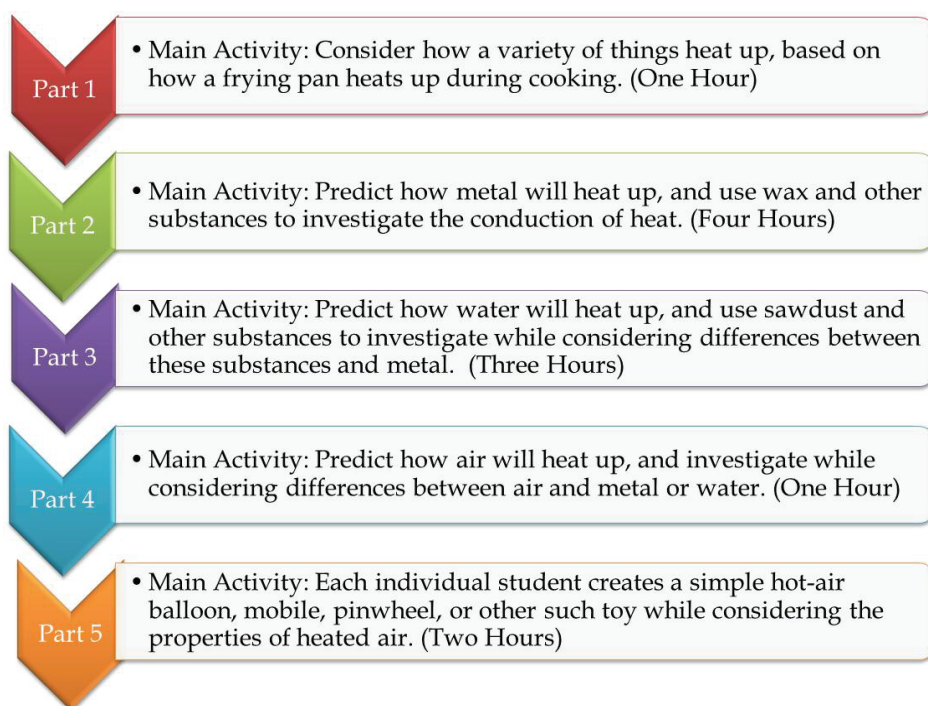 Part 1
• Main Activity: Consider how a variety of things heat up, based on
how a frying pan heats up during cooking. (One Hour)
Part 2
• Main Activity: Predict how metal will heat up, and use wax and other
substances to investigate the conduction of heat. (Four Hours)
Part 3
• Main Activity: Predict how water will heat up, and use sawdust and
other substances to investigate while considering differences between
these substances and metal. (Three Hours)
Part 4
• Main Activity: Predict how air will heat up, and investigate while
considering differences between air and metal or water. (One Hour)
Part 5
• Main Activity: Each individual student creates a simple hot-air
balloon, mobile, pinwheel, or other such toy while considering the
properties of heated air. (Two Hours)